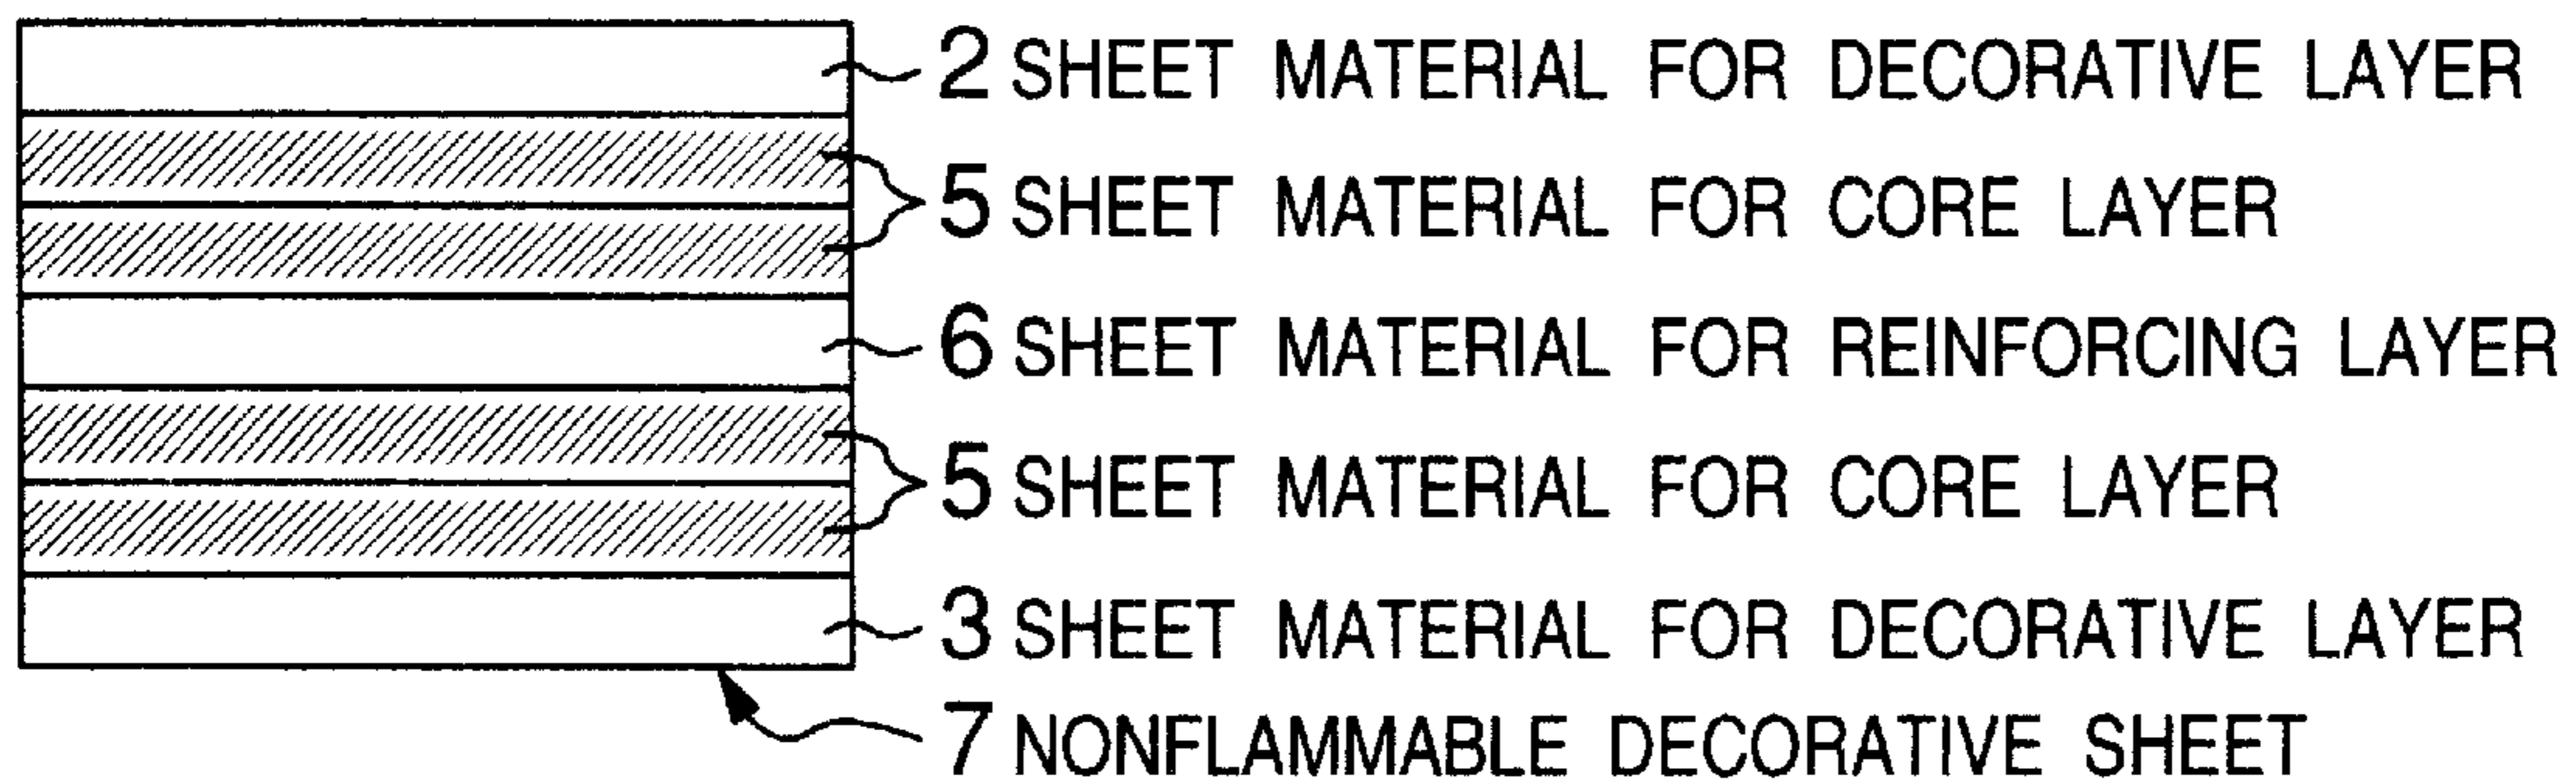 2 SHEET MATERIAL FOR DECORATIVE LAYER
5 SHEET MATERIAL FOR CORE LAYER
6 SHEET MATERIAL FOR REINFORCING LAYER
5 SHEET MATERIAL FOR CORE LAYER
3 SHEET MATERIAL FOR DECORATIVE LAYER
7 NONFLAMMABLE DECORATIVE SHEET